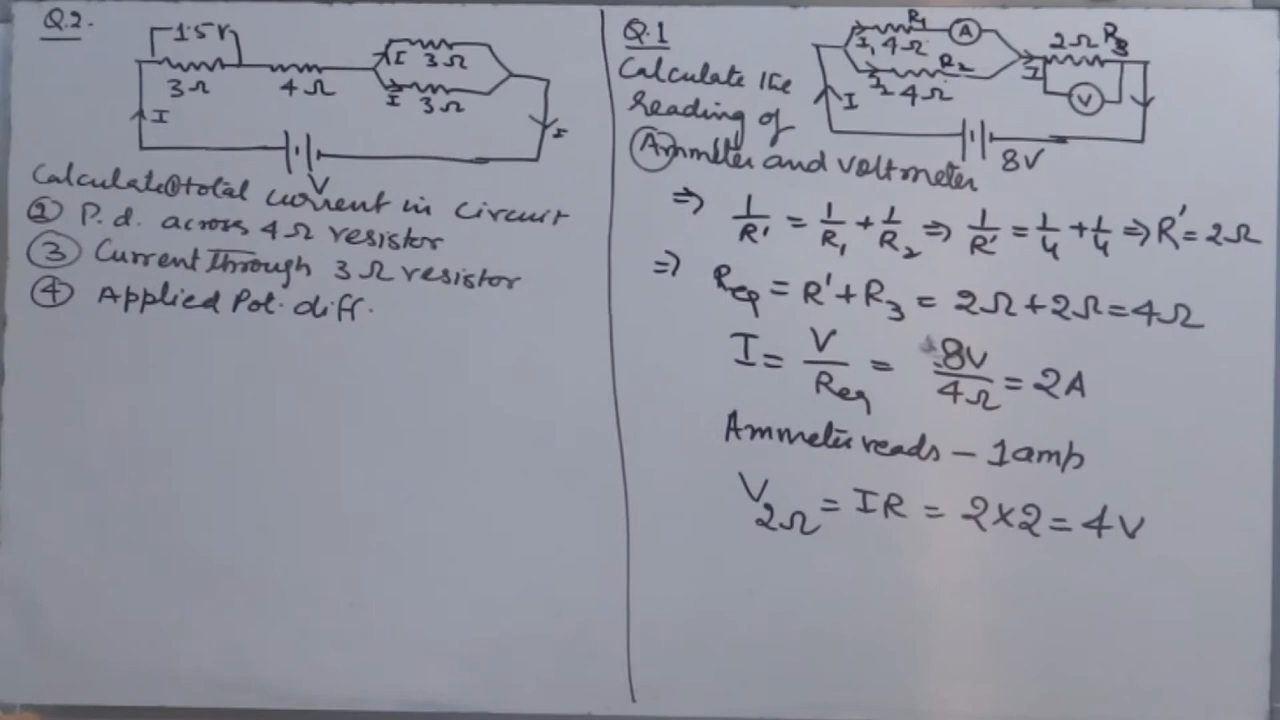 Q.2.
1.5V
3Ω
4Ω
I 3Ω
I 3Ω
I
I
V
Calculate ① total current in circuit
② P.d. across 4Ω resistor
③ Current Through 3Ω resistor
④ Applied Pot. diff.
Q.1
Calculate the
reading of
Ammeter and voltmeter
R₁ A
I₁ 4Ω
R₂
I₂ 4Ω
2Ω R₃
I
V
I
8V
⇒ 1/R' = 1/R₁ + 1/R₂ ⇒ 1/R' = 1/4 + 1/4 ⇒ R' = 2Ω
⇒ Req = R' + R₃ = 2Ω + 2Ω = 4Ω
I = V/Req = 8V/4Ω = 2A
Ammeter reads – 1 amp
V₂Ω = IR = 2×2 = 4V